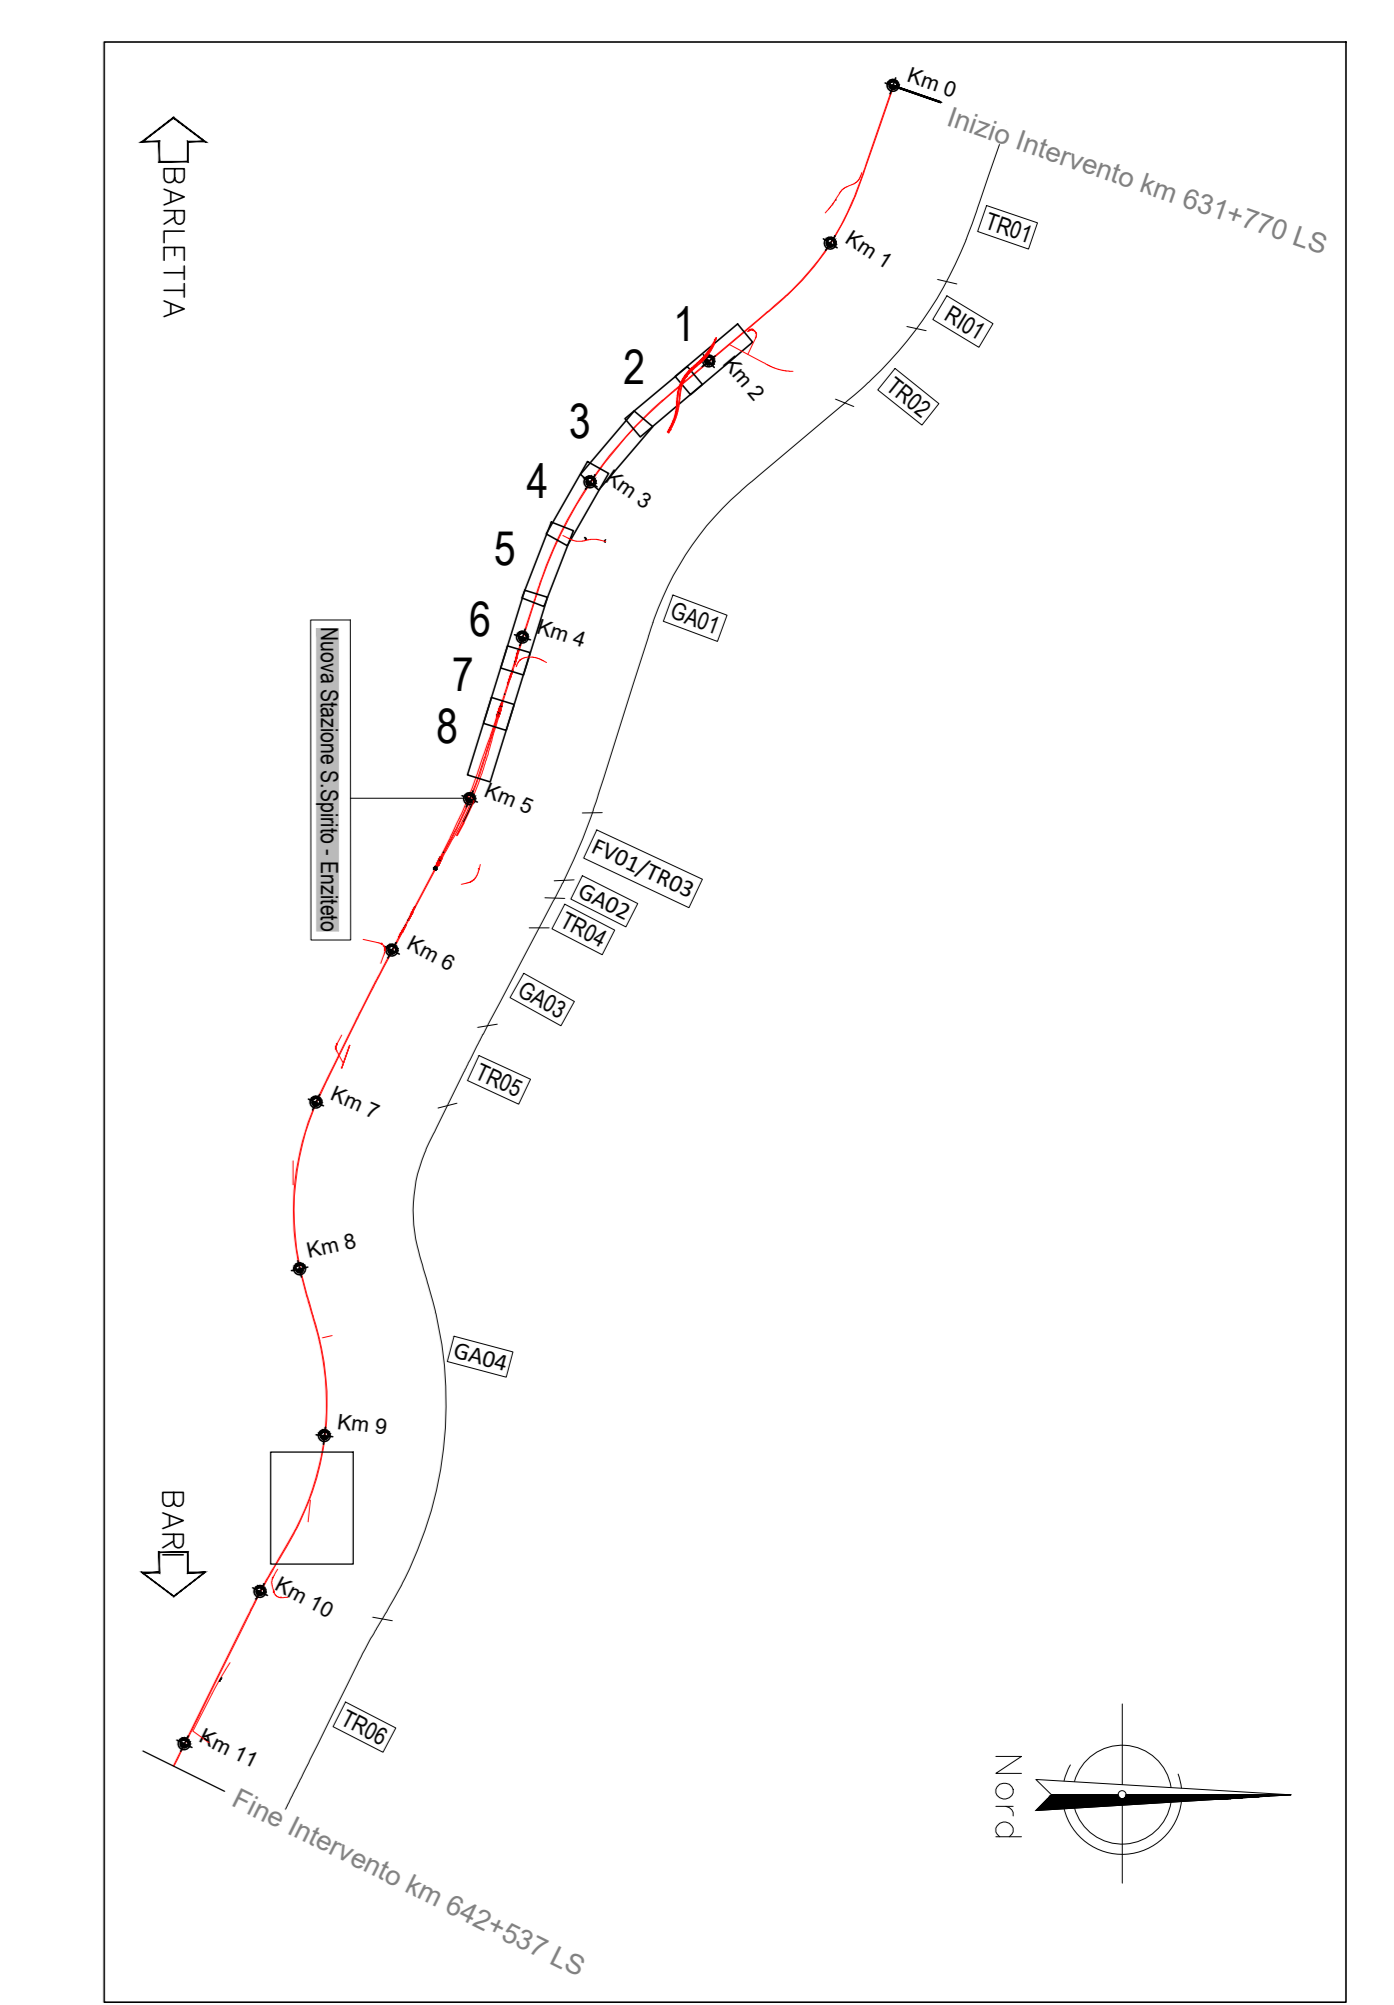 Km 0
Inizio Intervento km 631+770 LS
BARLETTA
TR01
Km 1
RI01
1
2
Km 2
TR02
3
4
Km 3
5
GA01
6
Km 4
7
8
Nuova Stazione S.Spirito - Enziteto
Km 5
FV01/TR03
GA02
TR04
Km 6
GA03
TR05
Km 7
Km 8
GA04
Km 9
BARI
Km 10
TR06
Km 11
Nord
Fine Intervento km 642+537 LS